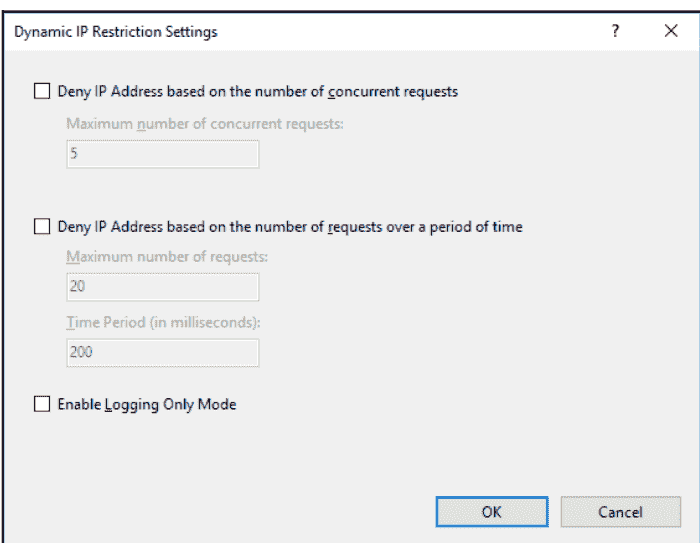 Dynamic IP Restriction Settings ?
Deny IP Address based on the number of concurrent requests
Maximum number of concurrent requests:
5
Deny IP Address based on the number of requests over a period of time
Maximum number of requests:
20
Time Period (in milliseconds):
200
Enable Logging Only Mode
OK Cancel